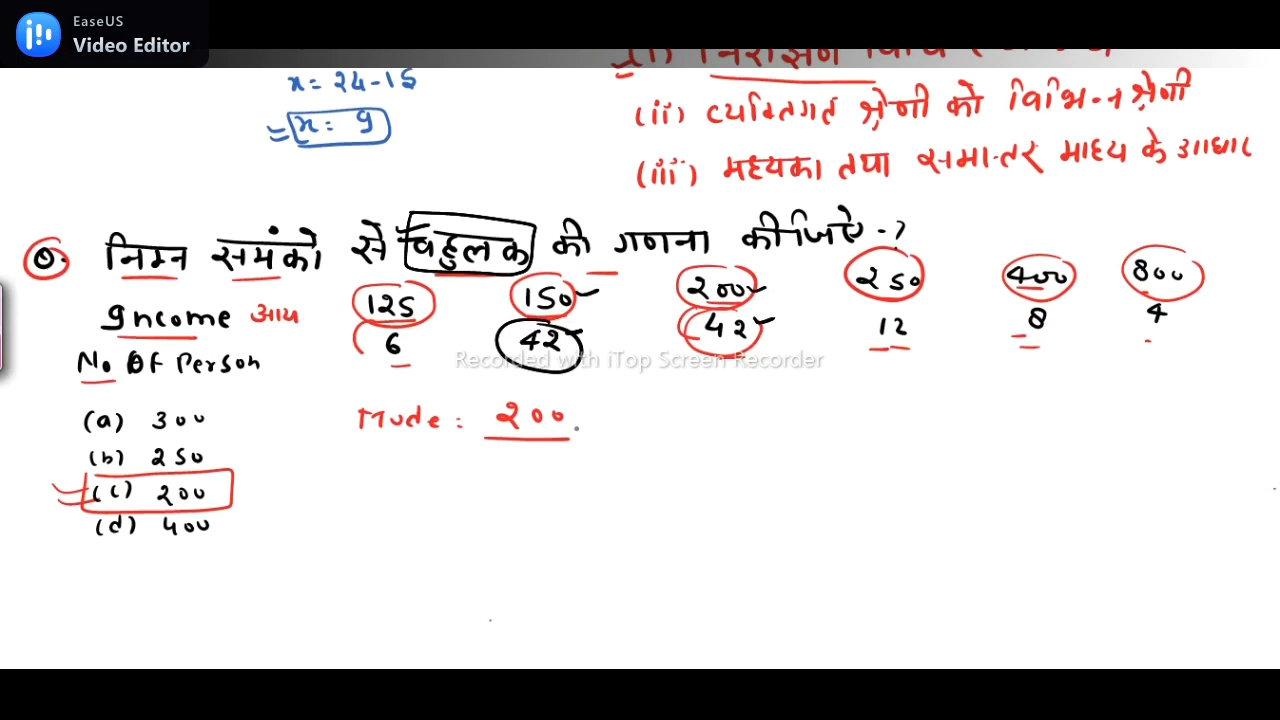 EaseUS
Video Editor
x = 24-15
= x = 9
(i) निरीक्षण विधि
(ii) व्यक्तिगत श्रेणी को विभिन्न श्रेणी
(iii) मध्यका तथा समान्तर माध्य के आधार
Q. निम्न समंको से बहुलक की गणना कीजिऐ -?
Income आय 125 150 200 250 400 800
No Of Person 6 42 42 12 8 4
Recorded with iTop Screen Recorder
(a) 300
Mode : 200
(b) 250
(c) 200
(d) 400